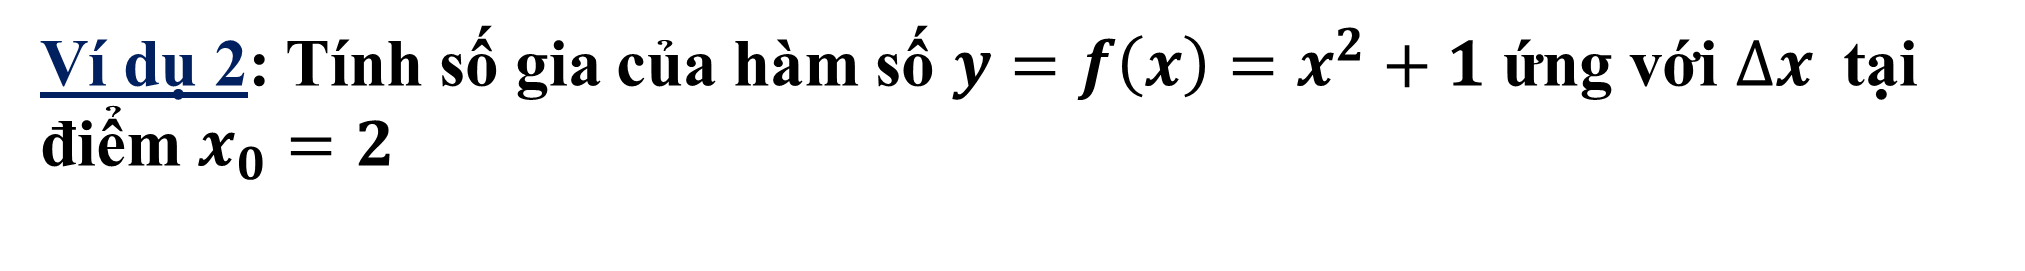 Ví dụ 2: Tính số gia của hàm số y = f(x) = x² + 1 ứng với Δx tại
điểm x₀ = 2